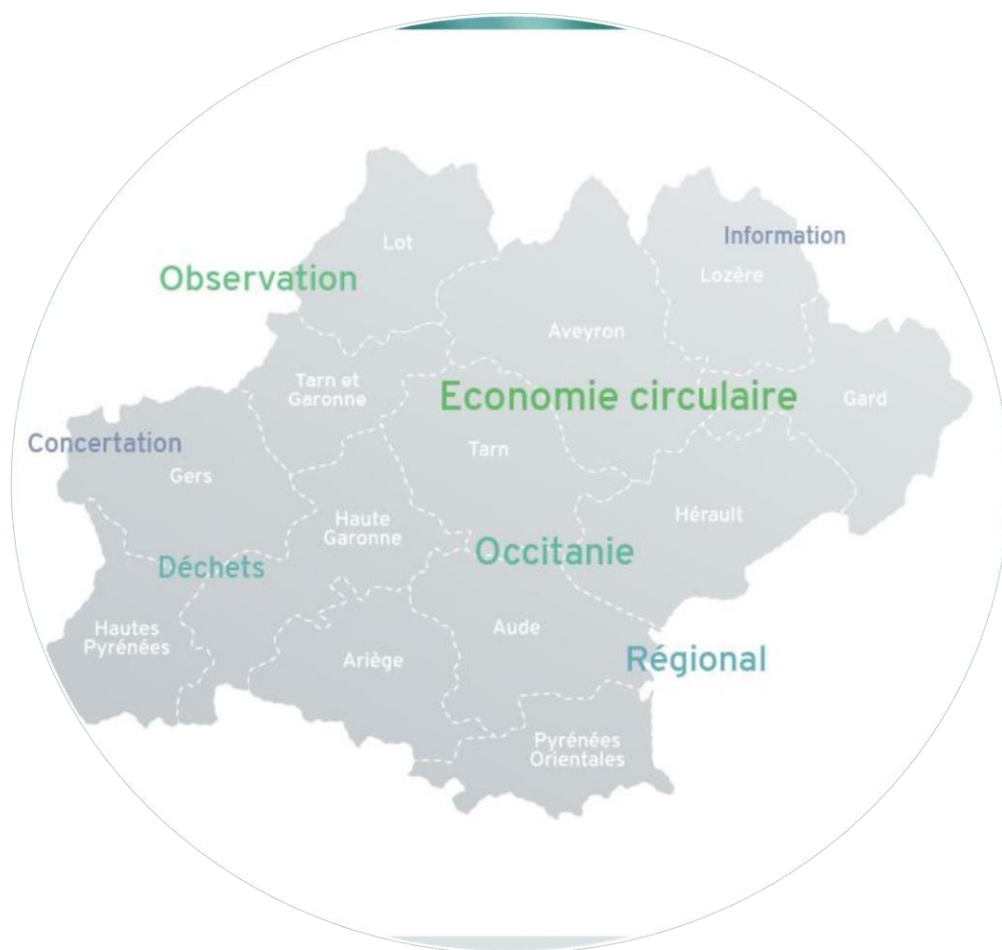 Information
Lot
Lozère
Observation
Aveyron
Tarn et
Garonne
Economie circulaire
Gard
Concertation
Tarn
Gers
Hérault
Haute
Garonne
Occitanie
Déchets
Hautes
Pyrénées
Aude
Ariège
Régional
Pyrénées
Orientales